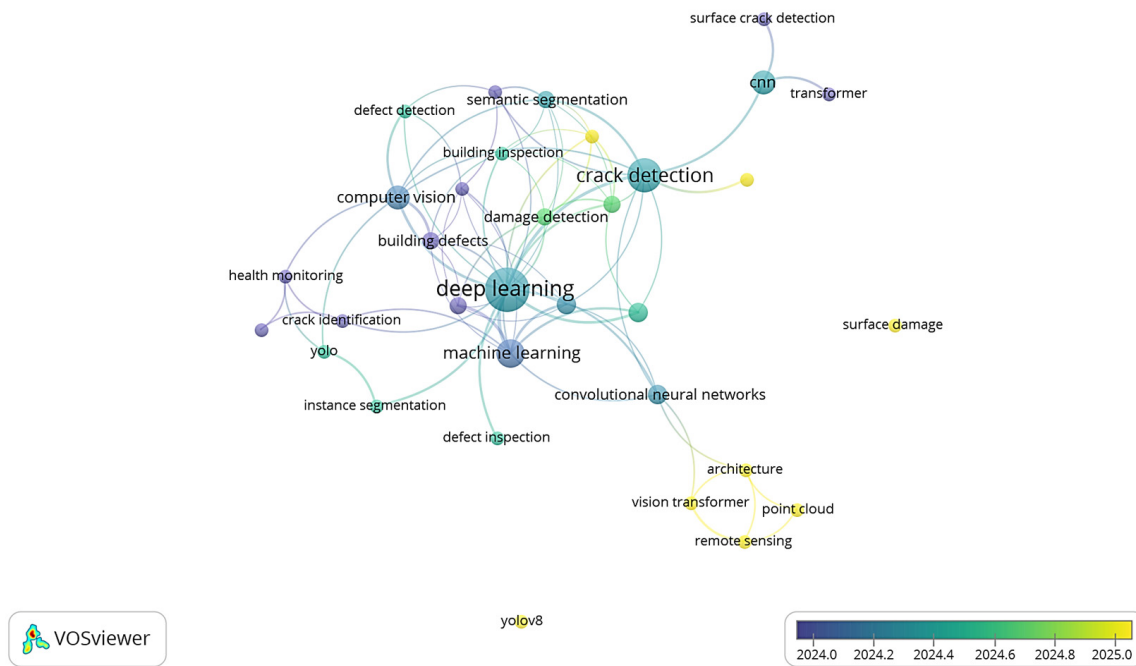 surface crack detection
cnn
transformer
semantic segmentation
defect detection
building inspection
crack detection
computer vision
damage detection
building defects
health monitoring
deep learning
crack identification
surface damage
yolo
machine learning
convolutional neural networks
instance segmentation
defect inspection
architecture
vision transformer
point cloud
remote sensing
yolov8
VOSviewer
2024.0 2024.2 2024.4 2024.6 2024.8 2025.0